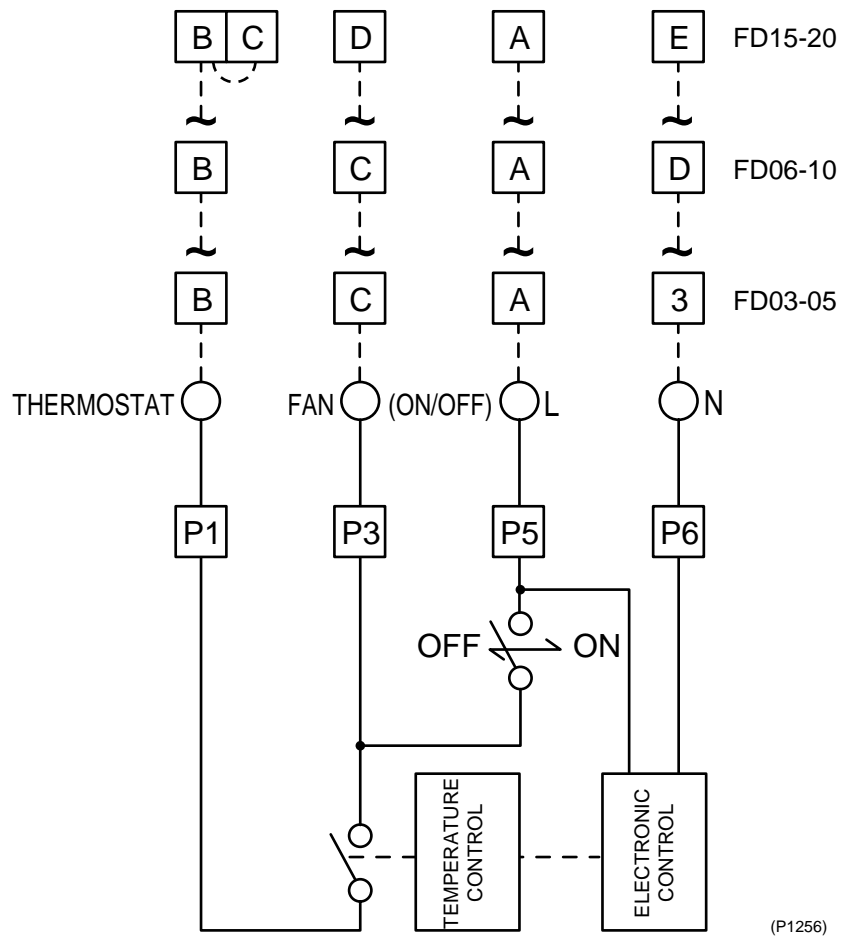 B C D A E FD15-20
B C A D FD06-10
B C A 3 FD03-05
THERMOSTAT FAN (ON/OFF) L N
P1 P3 P5 P6
OFF ON
TEMPERATURE
CONTROL
ELECTRONIC
CONTROL
(P1256)